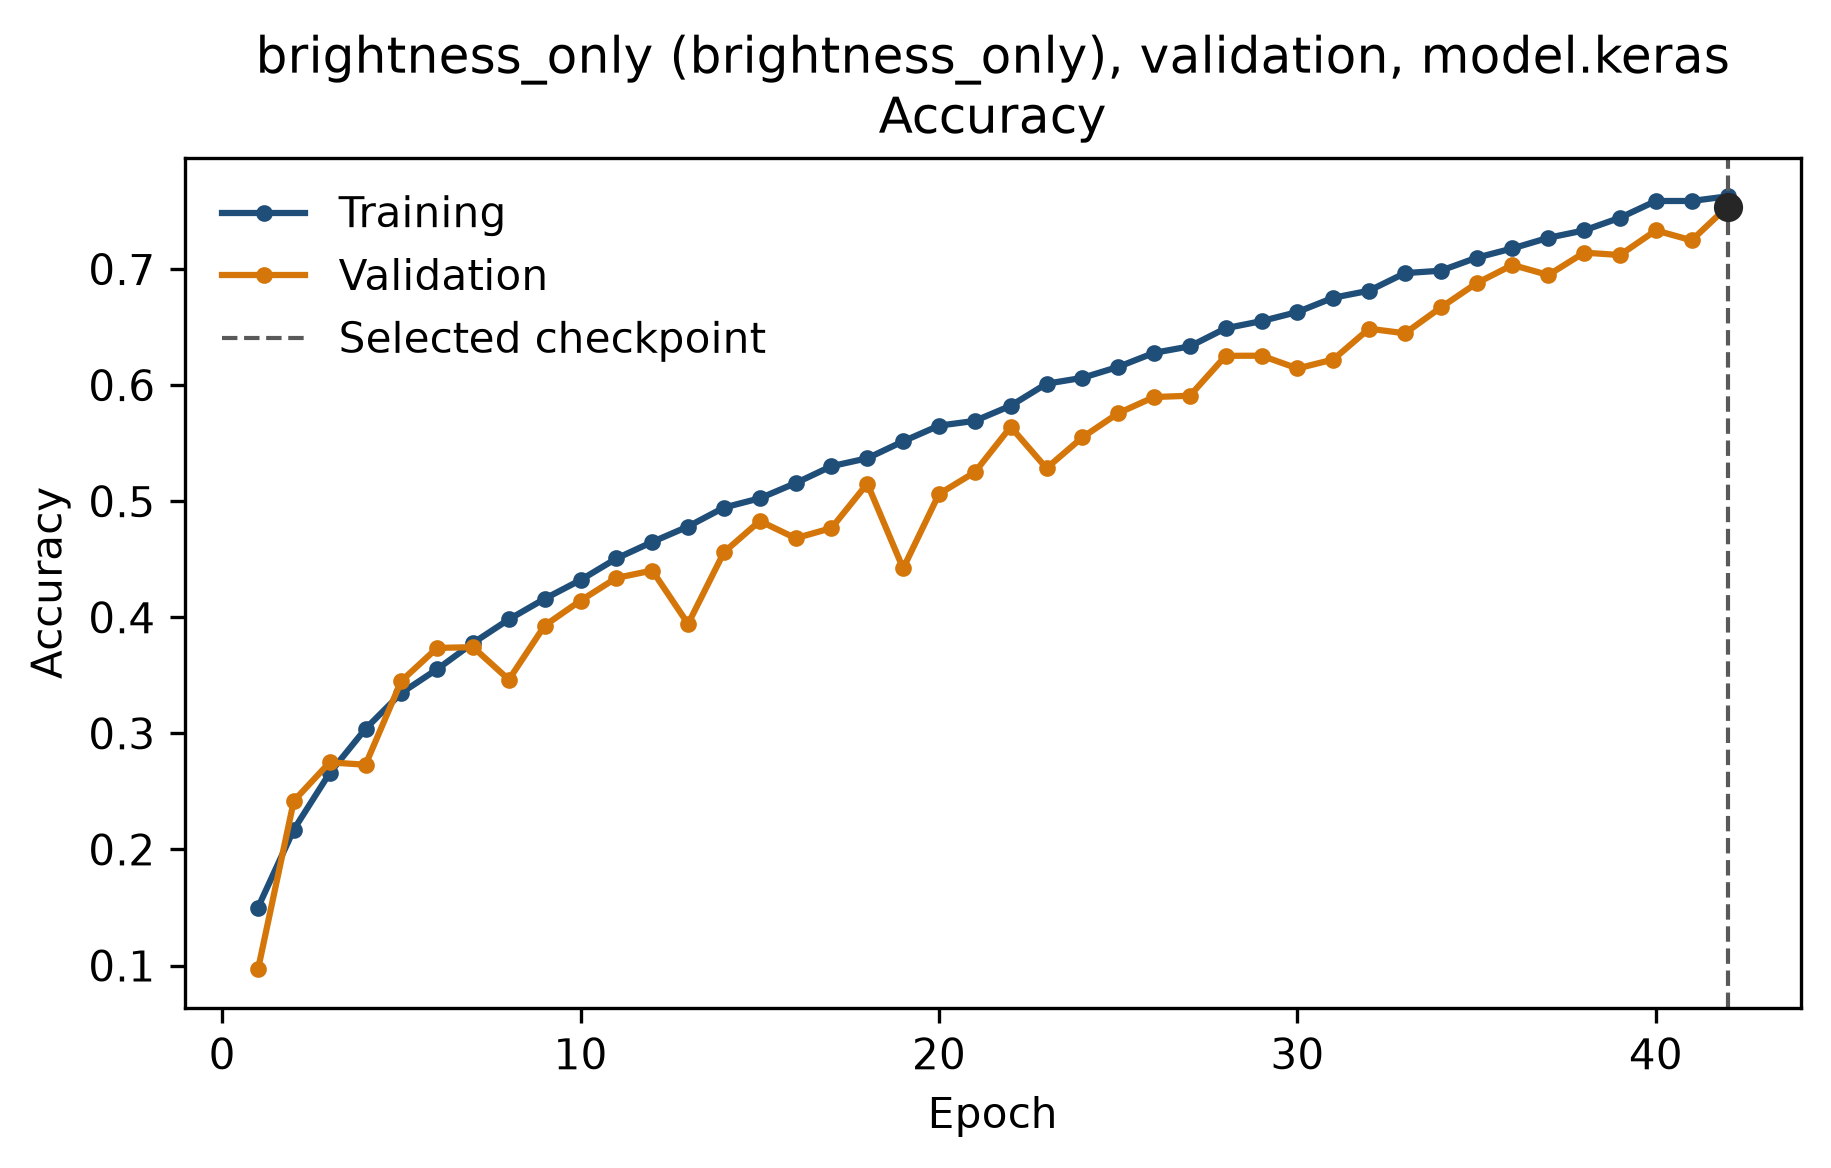 brightness_only (brightness_only), validation, model.keras
Accuracy
Training
Validation
Selected checkpoint
Accuracy
0.7
0.6
0.5
0.4
0.3
0.2
0.1
0
10
20
30
40
Epoch